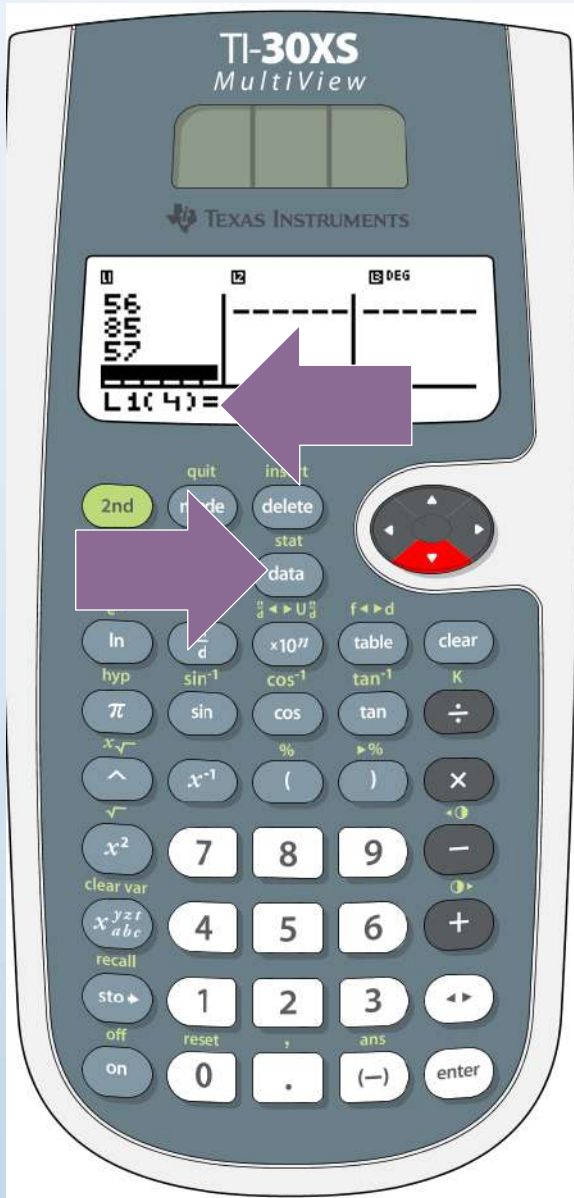 TI-30XS
MultiView
TEXAS INSTRUMENTS
L1 L2 L3 DEG
56
85
57
L1(4)=
quit
2nd delete
stat
data
f◄►d
ln d ×10ⁿ table clear
hyp sin⁻¹ cos⁻¹ tan⁻¹ K
π sin cos tan ÷
ˣ√ % ►%
^ x⁻¹ ( ) ×
√
x² 7 8 9 −
clear var
x yzt abc 4 5 6 +
recall
sto► 1 2 3 ◄►
off reset , ans
on 0 . (−) enter